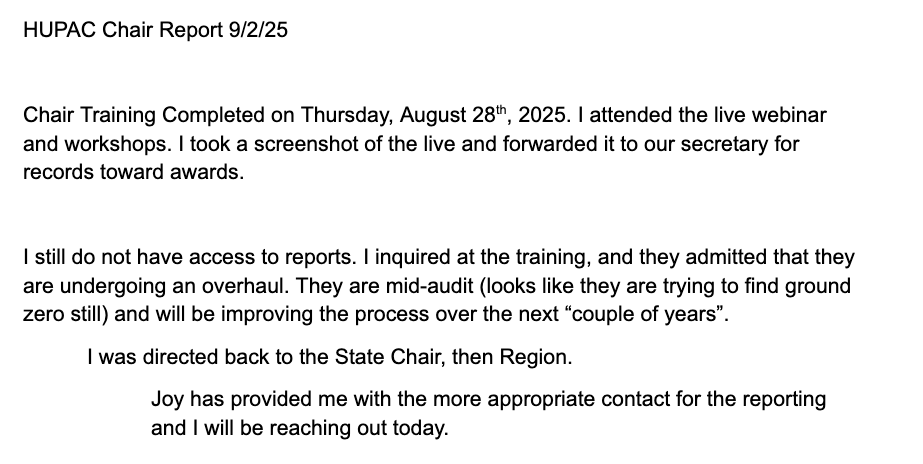 HUPAC Chair Report 9/2/25
Chair Training Completed on Thursday, August 28th, 2025. I attended the live webinar
and workshops. I took a screenshot of the live and forwarded it to our secretary for
records toward awards.
I still do not have access to reports. I inquired at the training, and they admitted that they
are undergoing an overhaul. They are mid-audit (looks like they are trying to find ground
zero still) and will be improving the process over the next “couple of years”.
I was directed back to the State Chair, then Region.
Joy has provided me with the more appropriate contact for the reporting
and I will be reaching out today.